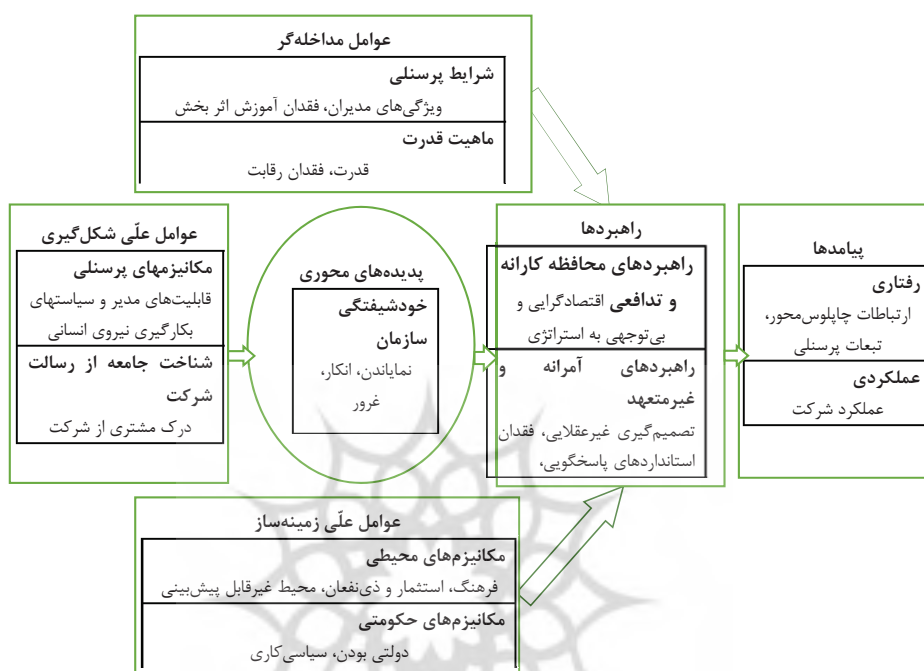 عوامل مداخله‌گر
شرایط پرسنلی
ویژگی‌های مدیران، فقدان آموزش اثر بخش
ماهیت قدرت
قدرت، فقدان رقابت
عوامل علّی شکل‌گیری
مکانیزمهای پرسنلی
قابلیت‌های مدیر و سیاستهای
بکارگیری نیروی انسانی
شناخت جامعه از رسالت
شرکت
درک مشتری از شرکت
پدیده‌های محوری
خودشیفتگی
سازمان
نمایاندن، انکار،
غرور
راهبردها
راهبردهای محافظه کارانه
و تدافعی اقتصادگرایی و
بی‌توجهی به استراتژی
راهبردهای آمرانه و
غیرمتعهد
تصمیم‌گیری غیرعقلایی، فقدان
استانداردهای پاسخگویی،
پیامدها
رفتاری
ارتباطات چاپلوس‌محور،
تبعات پرسنلی
عملکردی
عملکرد شرکت
عوامل علّی زمینه‌ساز
مکانیزم‌های محیطی
فرهنگ، استثمار و ذی‌نفعان، محیط غیرقابل پیش‌بینی
مکانیزم‌های حکومتی
دولتی بودن، سیاسی‌کاری